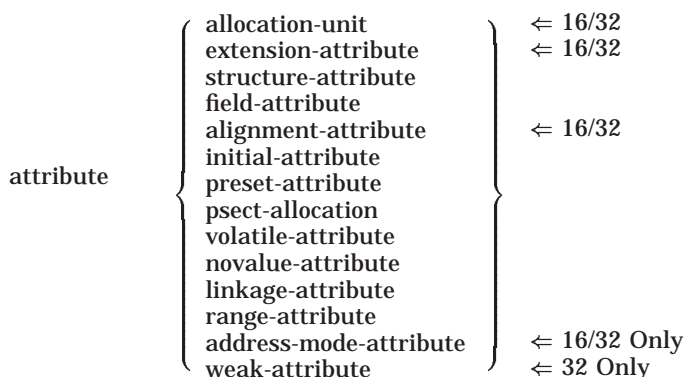 allocation-unit ⇐ 16/32
extension-attribute ⇐ 16/32
structure-attribute
field-attribute
alignment-attribute ⇐ 16/32
initial-attribute
attribute preset-attribute
psect-allocation
volatile-attribute
novalue-attribute
linkage-attribute
range-attribute
address-mode-attribute ⇐ 16/32 Only
weak-attribute ⇐ 32 Only